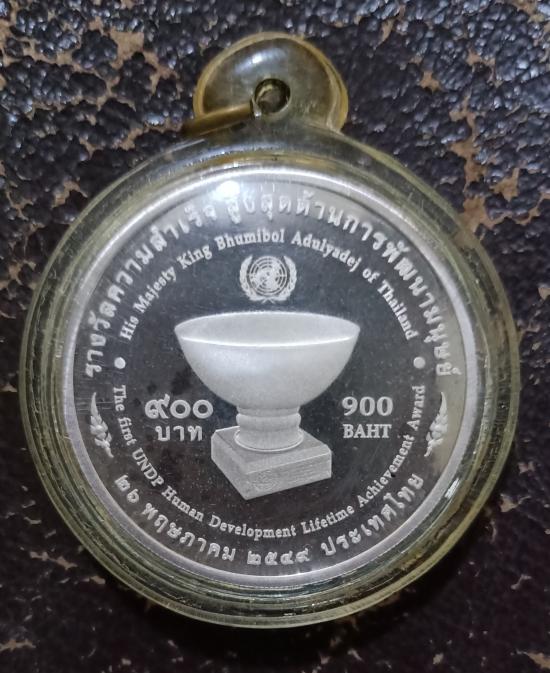 รางวัลความสำเร็จสูงสุดด้านการพัฒนามนุษย์
His Majesty King Bhumibol Adulyadej of Thailand
๙๐๐
บาท
900
BAHT
The first UNDP Human Development Lifetime Achievement Award
๒๖ พฤษภาคม ๒๕๔๙ ประเทศไทย